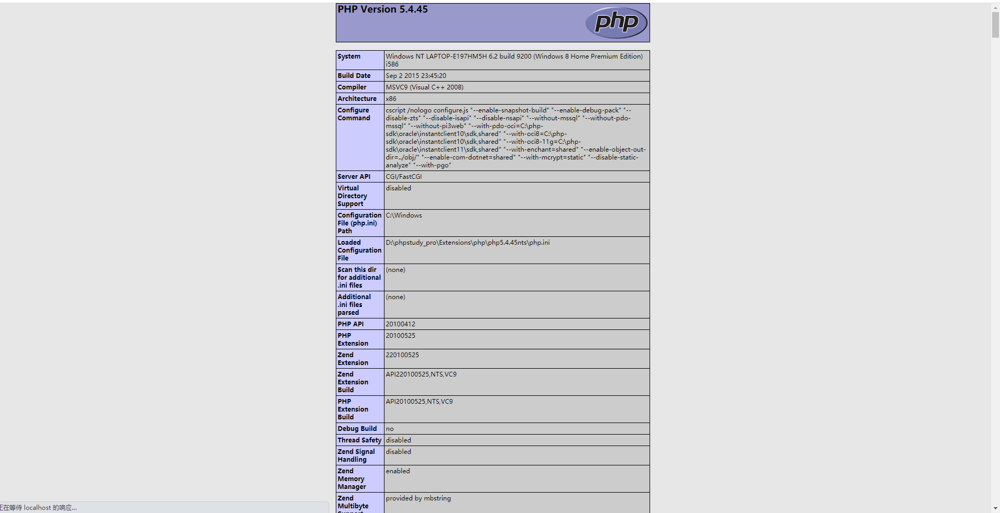 PHP Version 5.4.45
php
System
Windows NT LAPTOP-E197HM5H 6.2 build 9200 (Windows 8 Home Premium Edition)
i586
Build Date
Sep 2 2015 23:45:20
Compiler
MSVC9 (Visual C++ 2008)
Architecture
x86
Configure
Command
cscript /nologo configure.js "--enable-snapshot-build" "--enable-debug-pack" "--
disable-zts" "--disable-isapi" "--disable-nsapi" "--without-mssql" "--without-pdo-
mssql" "--without-pi3web" "--with-pdo-oci=C:\php-
sdk\oracle\instantclient10\sdk,shared" "--with-oci8=C:\php-
sdk\oracle\instantclient10\sdk,shared" "--with-oci8-11g=C:\php-
sdk\oracle\instantclient11\sdk,shared" "--with-enchant=shared" "--enable-object-out-
dir=../obj/" "--enable-com-dotnet=shared" "--with-mcrypt=static" "--disable-static-
analyze" "--with-pgo"
Server API
CGI/FastCGI
Virtual
Directory
Support
disabled
Configuration
File (php.ini)
Path
C:\Windows
Loaded
Configuration
File
D:\phpstudy_pro\Extensions\php\php5.4.45nts\php.ini
Scan this dir
for additional
.ini files
(none)
Additional
.ini files
parsed
(none)
PHP API
20100412
PHP
Extension
20100525
Zend
Extension
220100525
Zend
Extension
Build
API220100525,NTS,VC9
PHP
Extension
Build
API20100525,NTS,VC9
Debug Build
no
Thread Safety
disabled
Zend Signal
Handling
disabled
Zend
Memory
Manager
enabled
Zend
Multibyte
Support
provided by mbstring
正在等待 localhost 的响应...